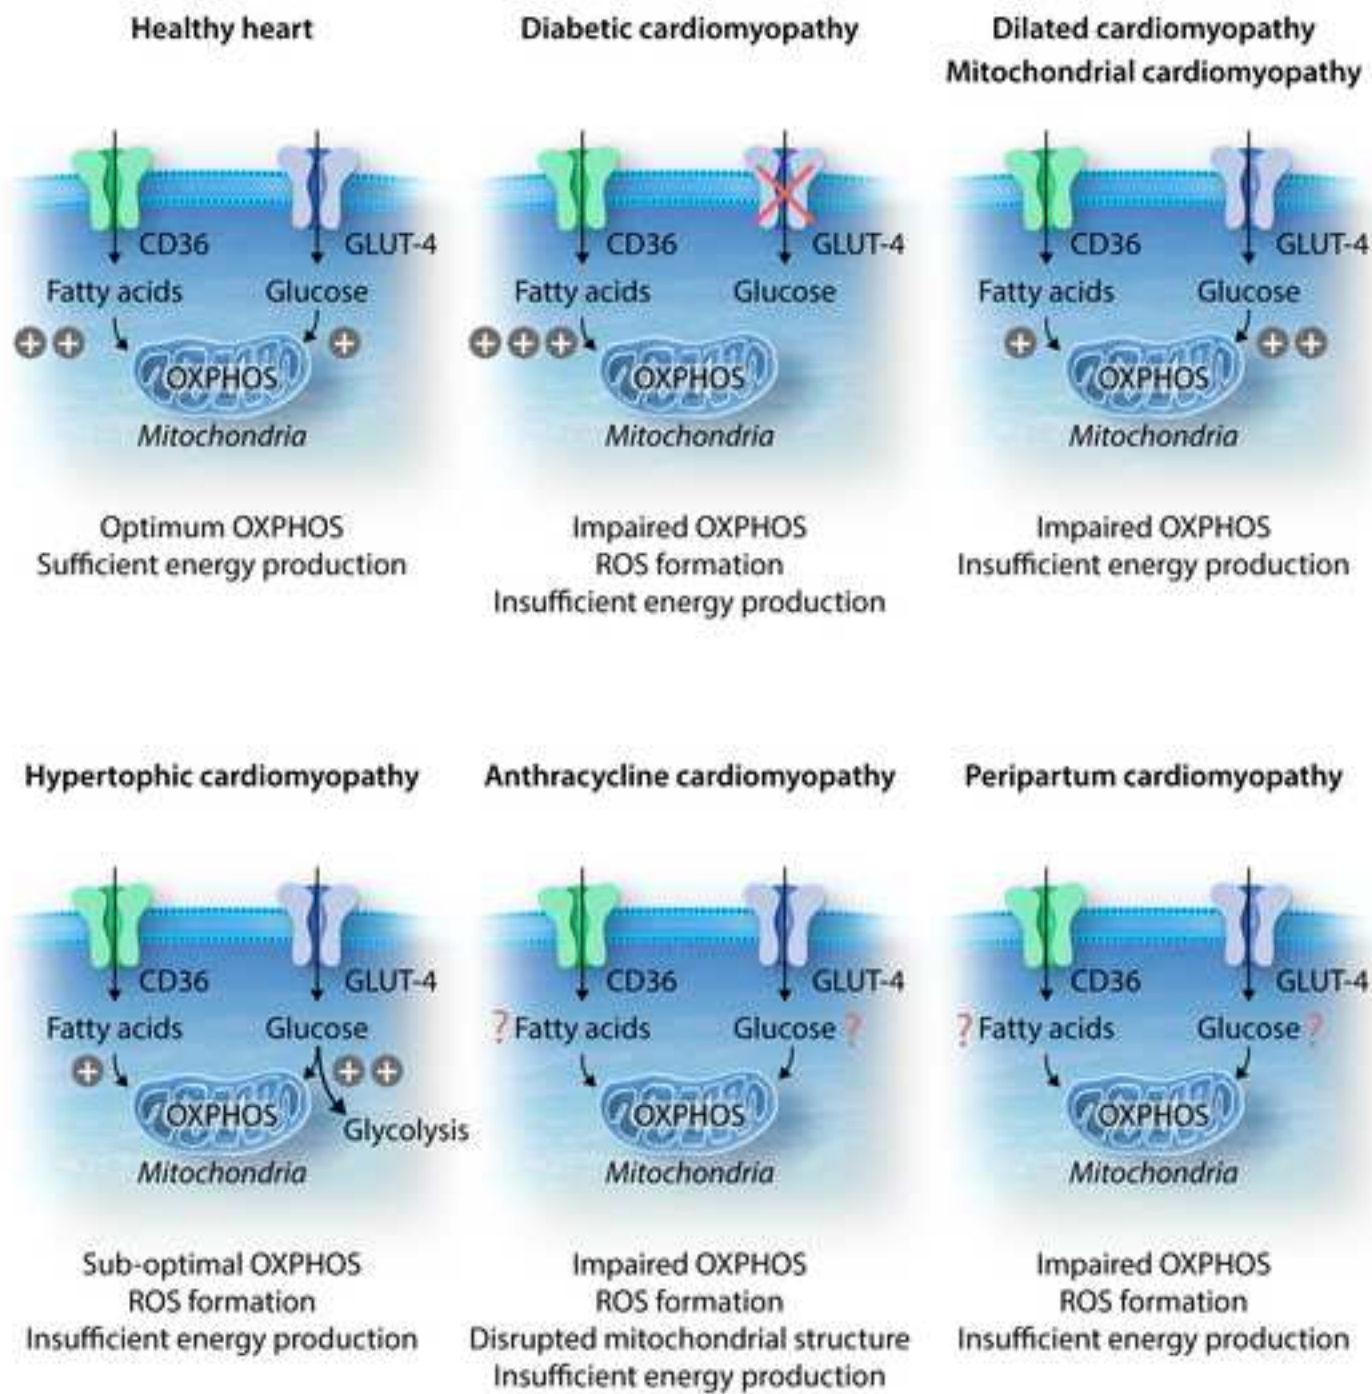 Healthy heart
CD36
GLUT-4
Fatty acids
Glucose
++
+
OXPHOS
Mitochondria
Optimum OXPHOS
Sufficient energy production
Diabetic cardiomyopathy
CD36
GLUT-4
Fatty acids
Glucose
+++
OXPHOS
Mitochondria
Impaired OXPHOS
ROS formation
Insufficient energy production
Dilated cardiomyopathy
Mitochondrial cardiomyopathy
CD36
GLUT-4
Fatty acids
Glucose
+
++
OXPHOS
Mitochondria
Impaired OXPHOS
Insufficient energy production
Hypertophic cardiomyopathy
CD36
GLUT-4
Fatty acids
Glucose
+
++
OXPHOS
Glycolysis
Mitochondria
Sub-optimal OXPHOS
ROS formation
Insufficient energy production
Anthracycline cardiomyopathy
CD36
GLUT-4
? Fatty acids
Glucose ?
OXPHOS
Mitochondria
Impaired OXPHOS
ROS formation
Disrupted mitochondrial structure
Insufficient energy production
Peripartum cardiomyopathy
CD36
GLUT-4
? Fatty acids
Glucose ?
OXPHOS
Mitochondria
Impaired OXPHOS
ROS formation
Insufficient energy production